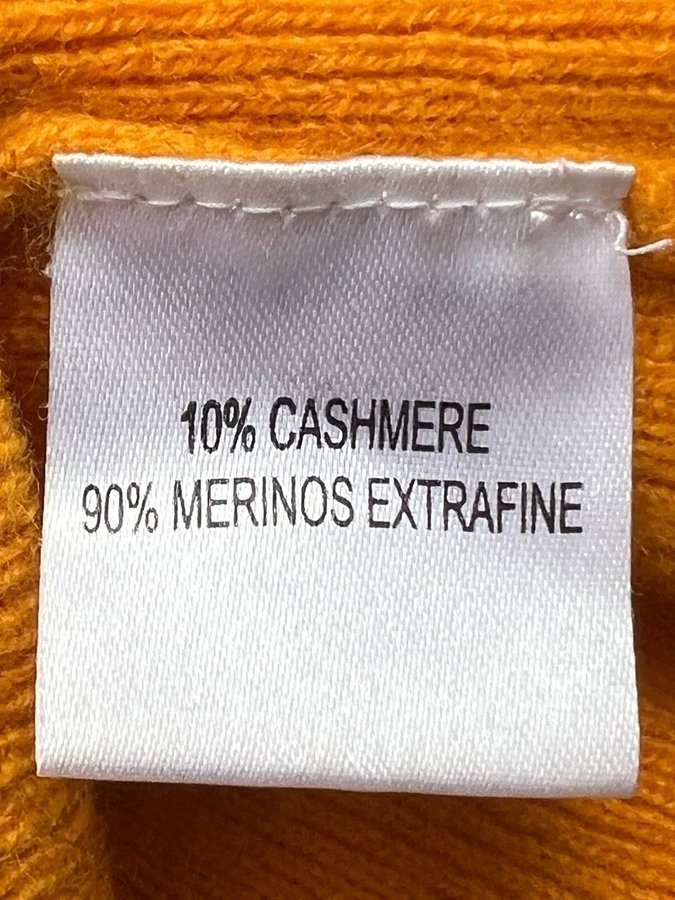 10% CASHMERE
90% MERINOS EXTRAFINE